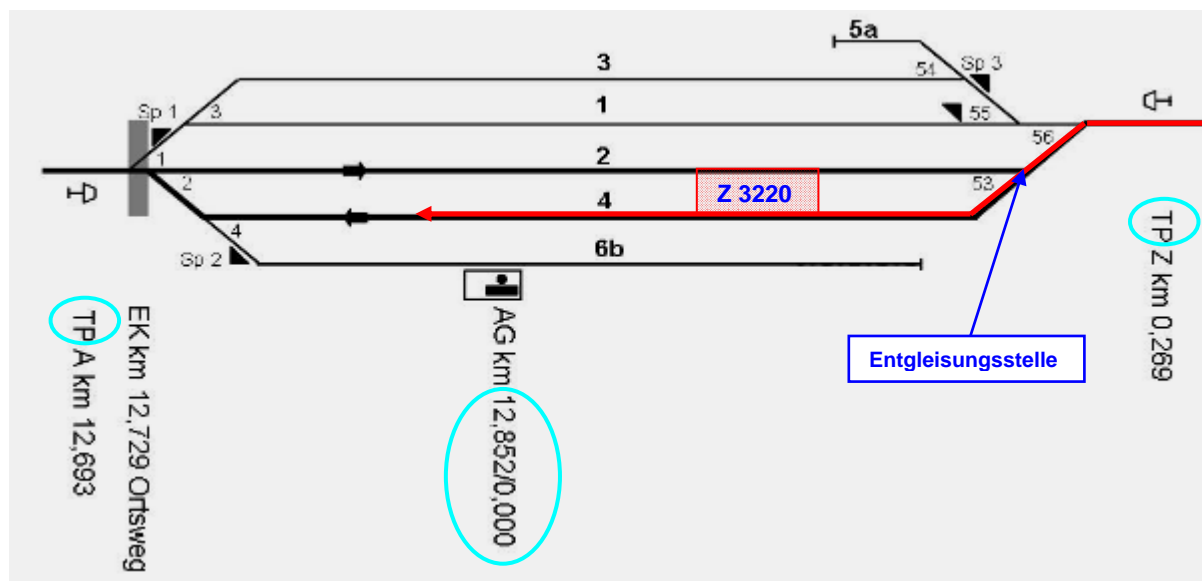 5a
3
54
Sp 3
Sp 1
3
1
55
56
1
2
2
Z 3220
53
4
4
Sp 2
6b
Entgleisungsstelle
TP Z km 0,269
AG km 12,852/0,000
EK km 12,729 Ortsweg
TP A km 12,693